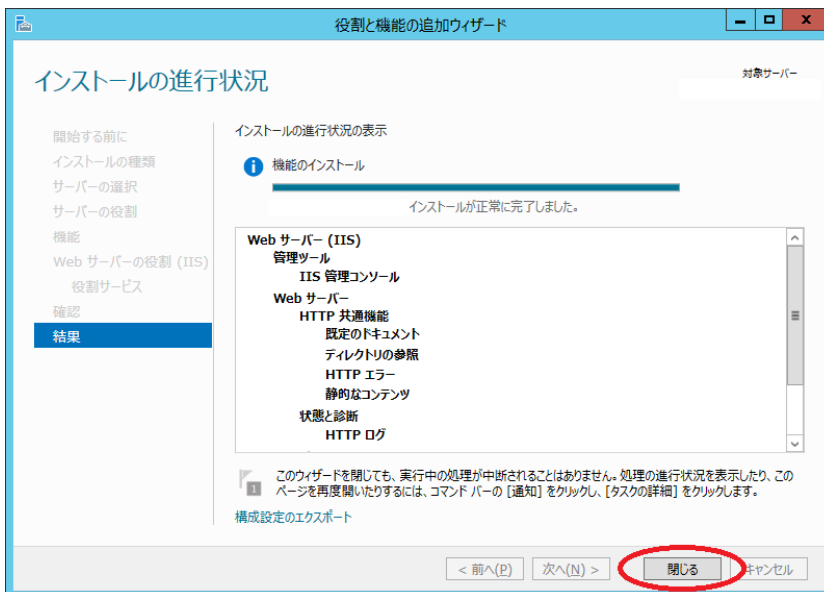 役割と機能の追加ウィザード
インストールの進行状況
対象サーバー
開始する前に
インストールの種類
サーバーの選択
サーバーの役割
機能
Web サーバーの役割 (IIS)
役割サービス
確認
結果
インストールの進行状況の表示
機能のインストール
インストールが正常に完了しました。
Web サーバー (IIS)
管理ツール
IIS 管理コンソール
Web サーバー
HTTP 共通機能
既定のドキュメント
ディレクトリの参照
HTTP エラー
静的なコンテンツ
状態と診断
HTTP ログ
1
このウィザードを閉じても、実行中の処理が中断されることはありません。処理の進行状況を表示したり、この
ページを再度開いたりするには、コマンド バーの [通知] をクリックし、[タスクの詳細] をクリックします。
構成設定のエクスポート
< 前へ(P) 次へ(N) > 閉じる キャンセル